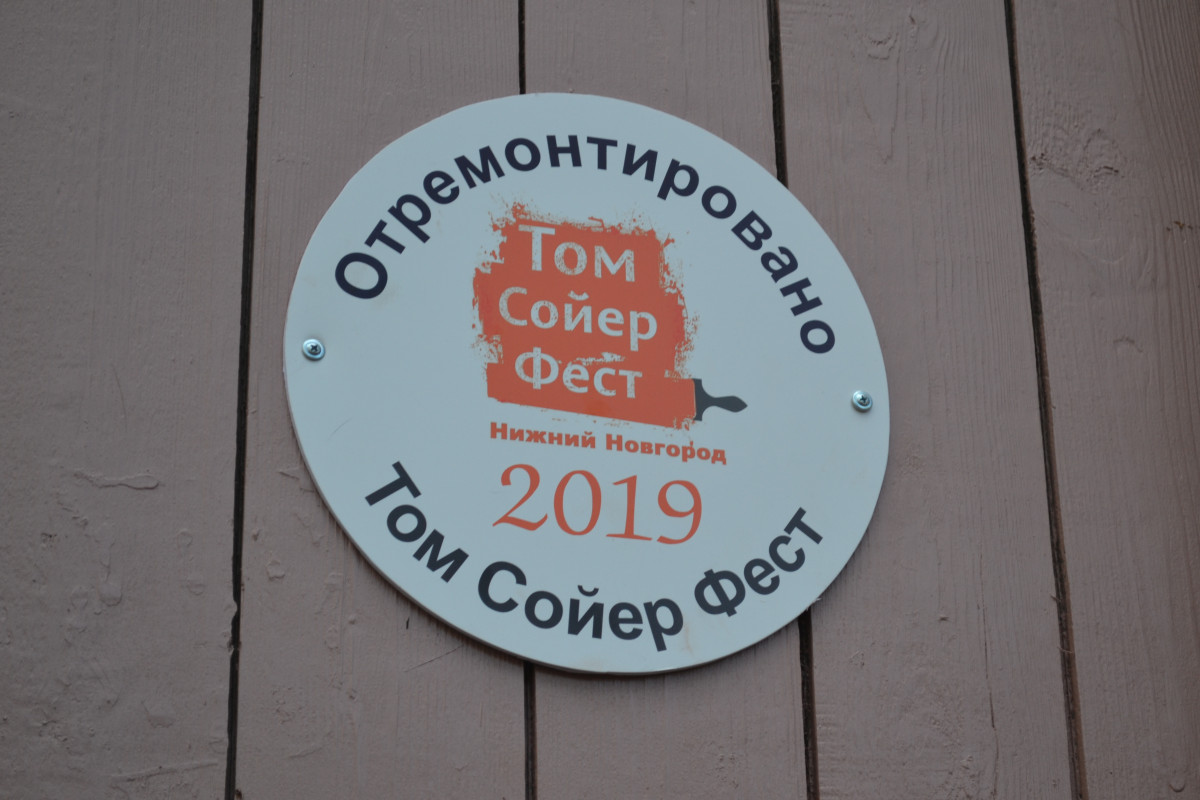 Отремонтировано
Том
Сойер
Фест
Нижний Новгород
2019
Том Сойер Фест